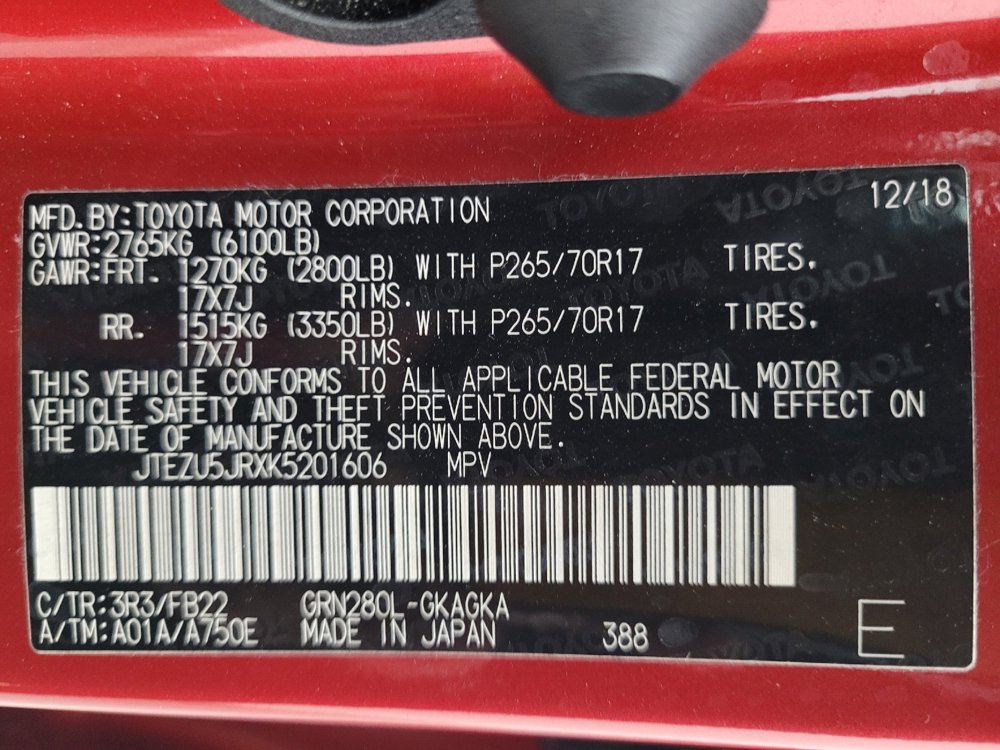 MFD.BY:TOYOTA MOTOR CORPORATION 12/18
GVWR:2765KG (6100LB)
GAWR:FRT. 1270KG (2800LB) WITH P265/70R17 TIRES.
17X7J RIMS.
RR. 1515KG (3350LB) WITH P265/70R17 TIRES.
17X7J RIMS.
THIS VEHICLE CONFORMS TO ALL APPLICABLE FEDERAL MOTOR
VEHICLE SAFETY AND THEFT PREVENTION STANDARDS IN EFFECT ON
THE DATE OF MANUFACTURE SHOWN ABOVE.
JTEZU5JRXK5201606 MPV
C/TR:3R3/FB22 GRN280L-GKAGKA
A/TM:A01A/A750E MADE IN JAPAN 388 E